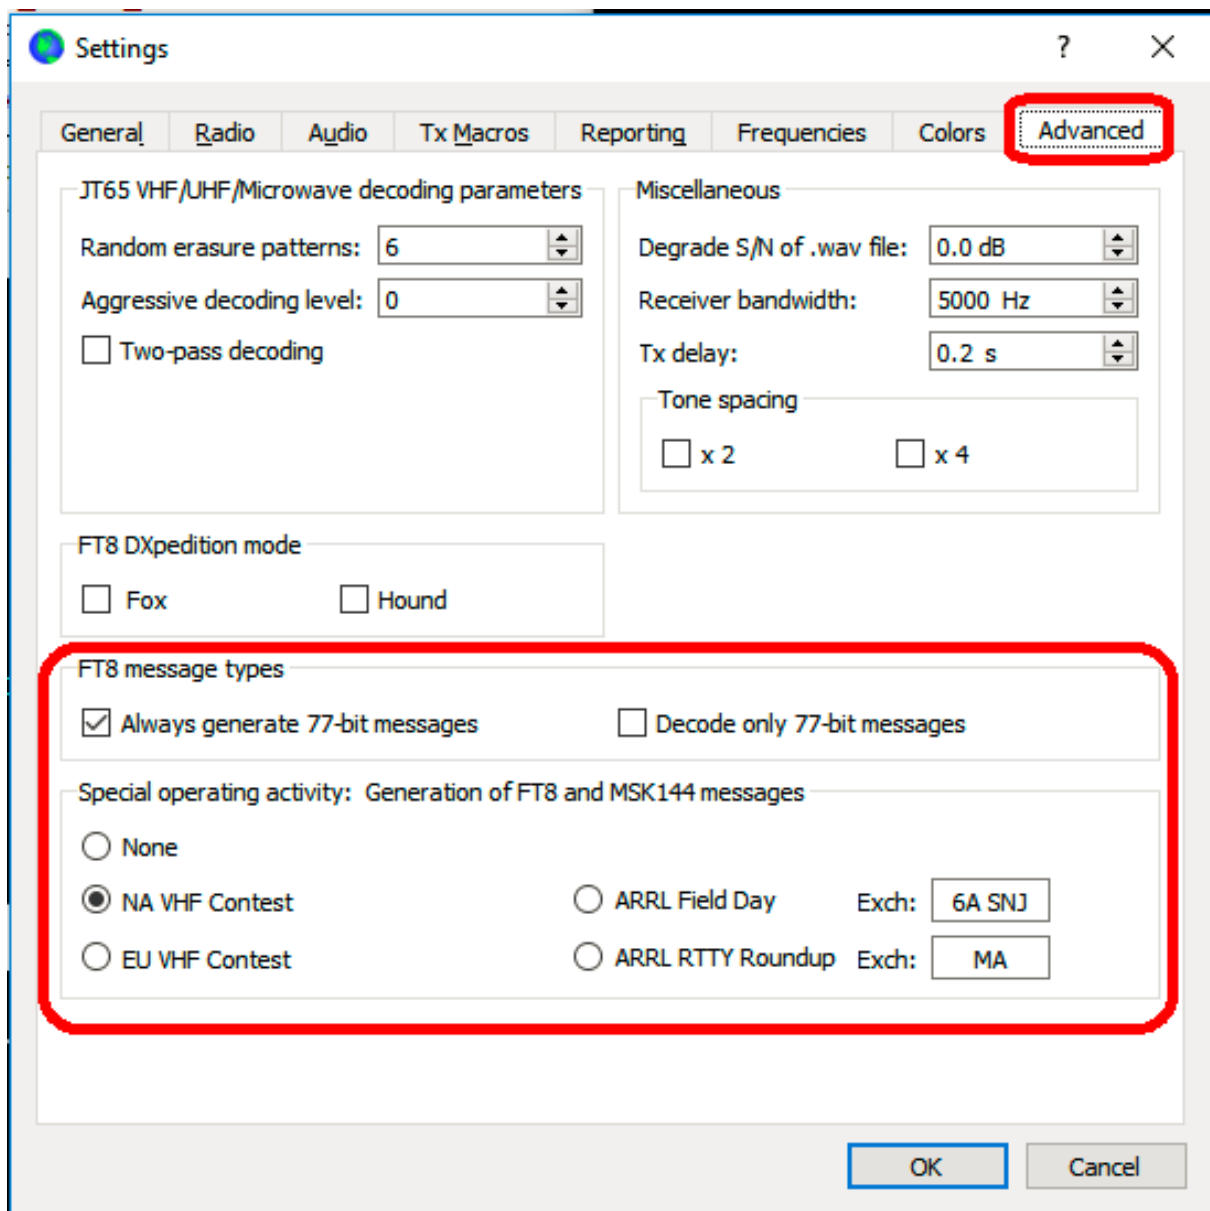 Settings
?
General Radio Audio Tx Macros Reporting Frequencies Colors Advanced
JT65 VHF/UHF/Microwave decoding parameters
Random erasure patterns: 6
Aggressive decoding level: 0
Two-pass decoding
Miscellaneous
Degrade S/N of .wav file: 0.0 dB
Receiver bandwidth: 5000 Hz
Tx delay: 0.2 s
Tone spacing
x 2 x 4
FT8 DXpedition mode
Fox Hound
FT8 message types
Always generate 77-bit messages Decode only 77-bit messages
Special operating activity: Generation of FT8 and MSK144 messages
None
NA VHF Contest ARRL Field Day Exch: 6A SNJ
EU VHF Contest ARRL RTTY Roundup Exch: MA
OK Cancel